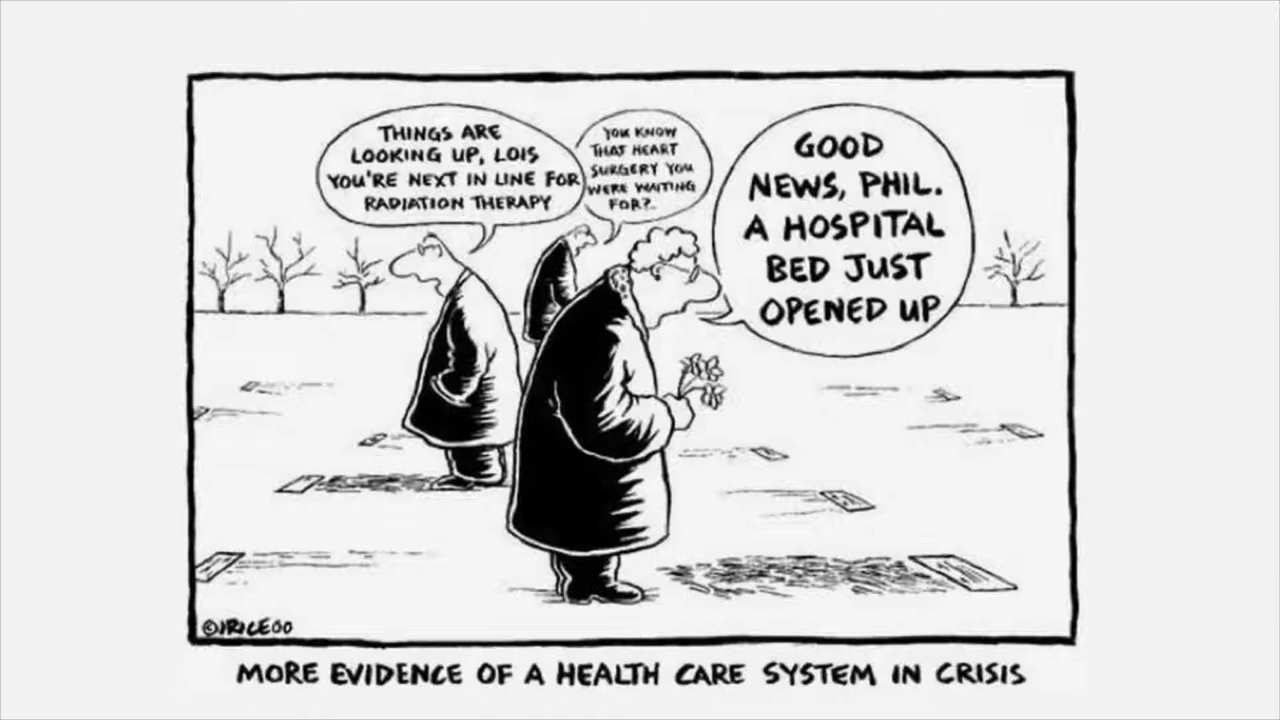 THINGS ARE
LOOKING UP, LOIS
YOU'RE NEXT IN LINE FOR
RADIATION THERAPY
YOU KNOW
THAT HEART
SURGERY YOU
WERE WAITING
FOR?.
GOOD
NEWS, PHIL.
A HOSPITAL
BED JUST
OPENED UP
©JRICE00
MORE EVIDENCE OF A HEALTH CARE SYSTEM IN CRISIS